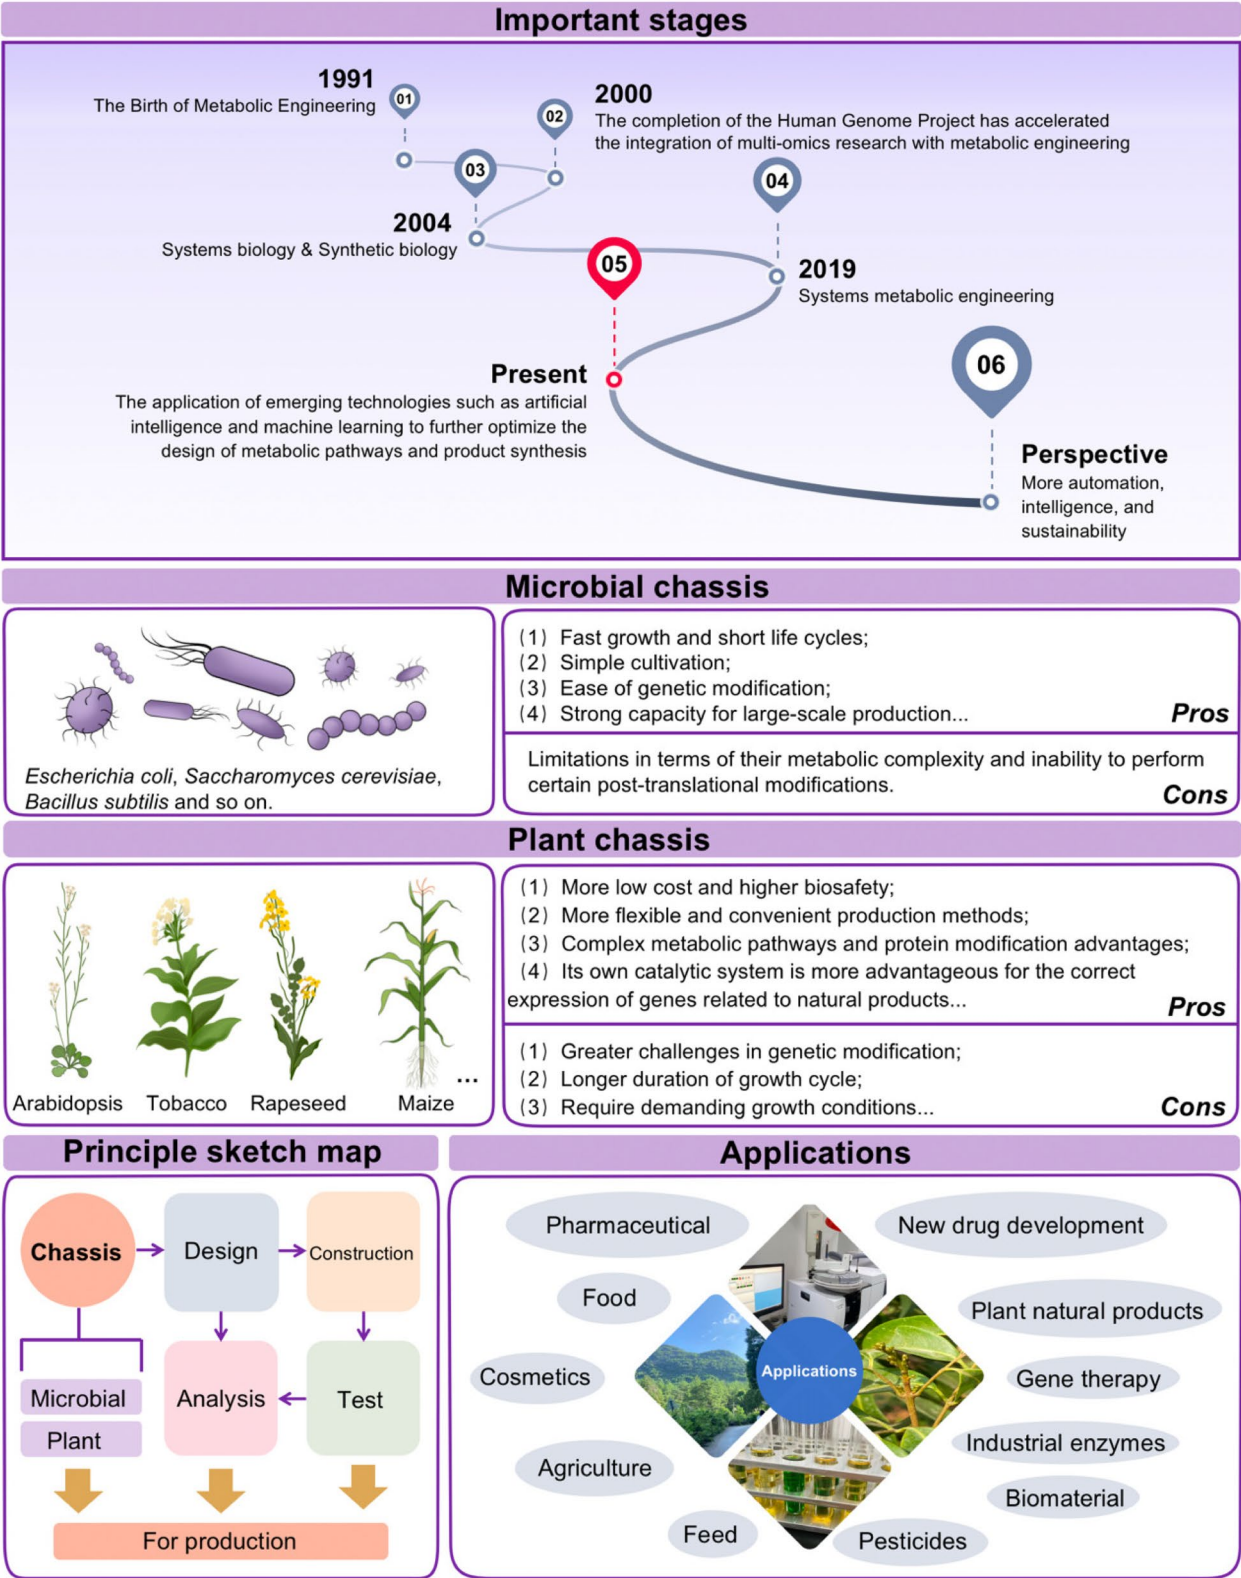 Important stages
1991
The Birth of Metabolic Engineering
01
02
2000
The completion of the Human Genome Project has accelerated
the integration of multi-omics research with metabolic engineering
03
2004
Systems biology & Synthetic biology
04
2019
Systems metabolic engineering
05
Present
The application of emerging technologies such as artificial
intelligence and machine learning to further optimize the
design of metabolic pathways and product synthesis
06
Perspective
More automation,
intelligence, and
sustainability
Microbial chassis
Escherichia coli, Saccharomyces cerevisiae,
Bacillus subtilis and so on.
(1) Fast growth and short life cycles;
(2) Simple cultivation;
(3) Ease of genetic modification;
(4) Strong capacity for large-scale production...
Pros
Limitations in terms of their metabolic complexity and inability to perform
certain post-translational modifications.
Cons
Plant chassis
Arabidopsis Tobacco Rapeseed Maize ...
(1) More low cost and higher biosafety;
(2) More flexible and convenient production methods;
(3) Complex metabolic pathways and protein modification advantages;
(4) Its own catalytic system is more advantageous for the correct
expression of genes related to natural products...
Pros
(1) Greater challenges in genetic modification;
(2) Longer duration of growth cycle;
(3) Require demanding growth conditions...
Cons
Principle sketch map
Chassis
Design
Construction
Microbial
Plant
Analysis
Test
For production
Applications
Pharmaceutical
New drug development
Food
Plant natural products
Cosmetics
Applications
Gene therapy
Agriculture
Industrial enzymes
Biomaterial
Feed
Pesticides